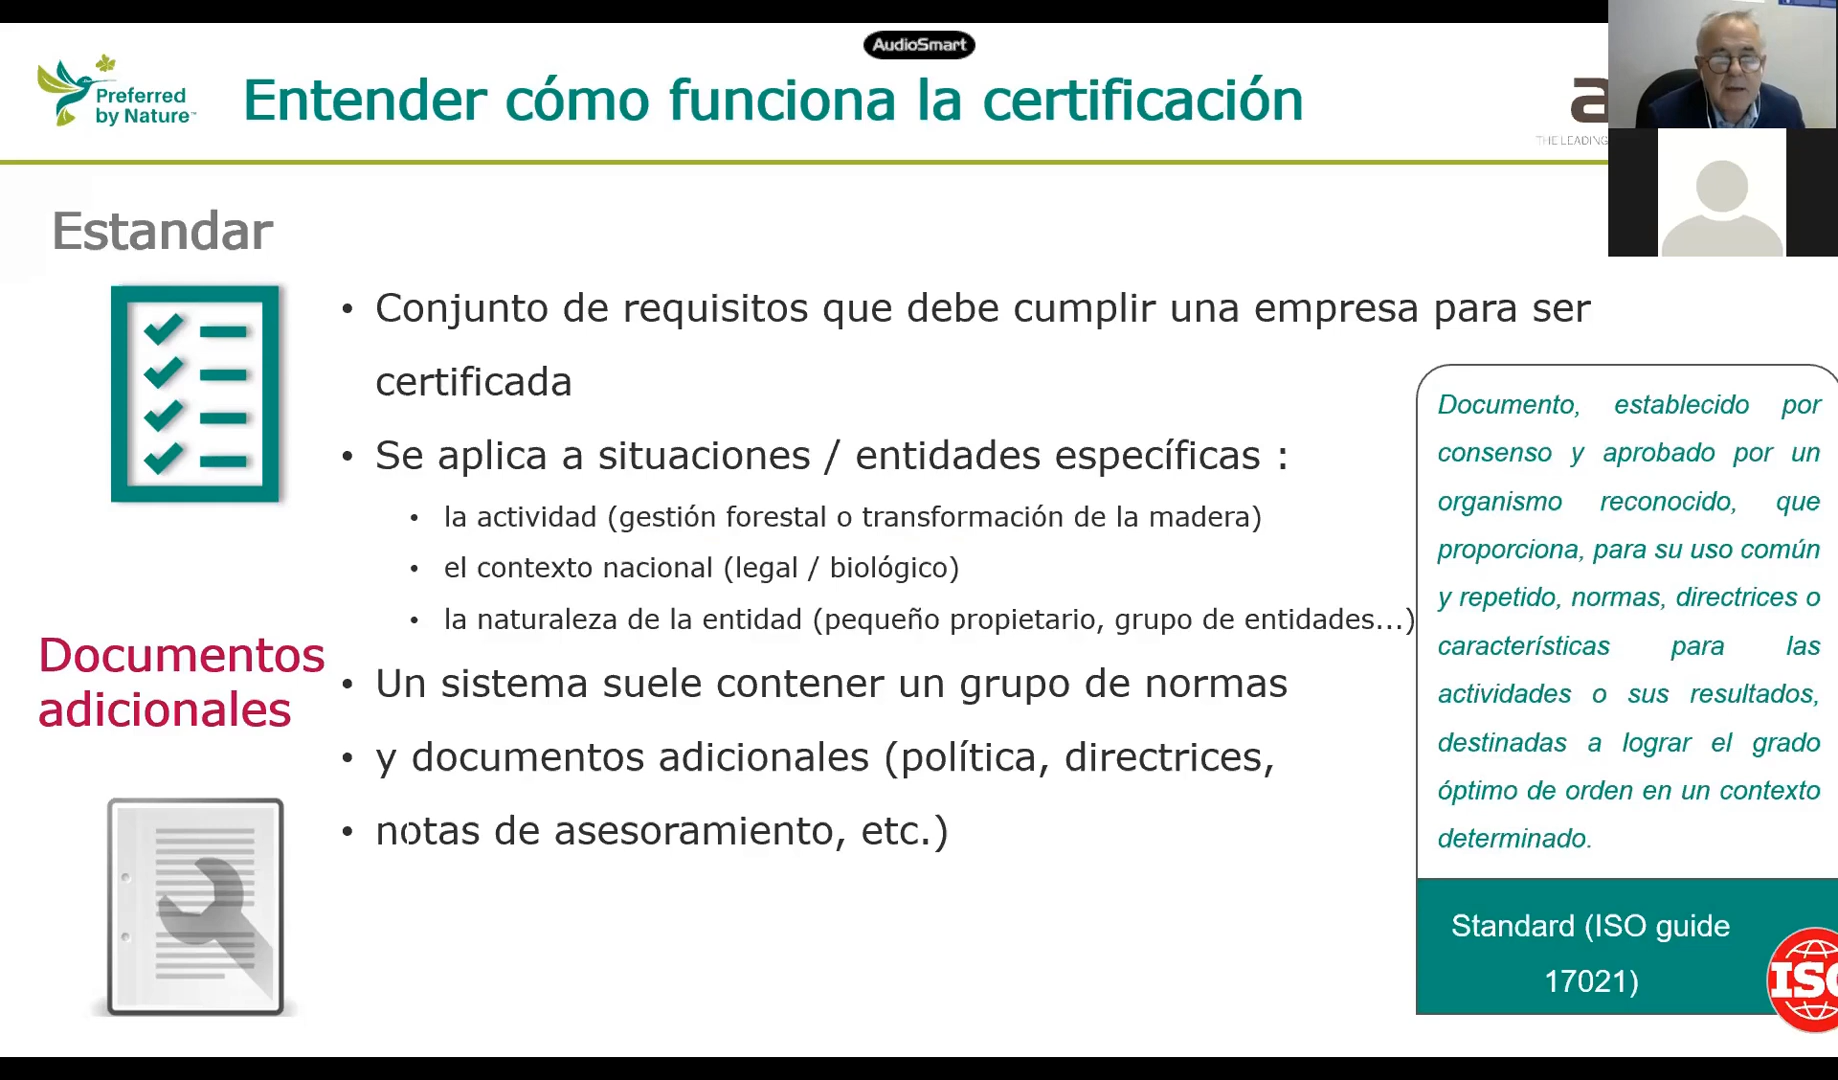 AudioSmart
Preferred
by Nature™
Entender cómo funciona la certificación
a
THE LEADING
Estandar
• Conjunto de requisitos que debe cumplir una empresa para ser
certificada
• Se aplica a situaciones / entidades específicas :
• la actividad (gestión forestal o transformación de la madera)
• el contexto nacional (legal / biológico)
• la naturaleza de la entidad (pequeño propietario, grupo de entidades...)
Documentos
adicionales
• Un sistema suele contener un grupo de normas
• y documentos adicionales (política, directrices,
• notas de asesoramiento, etc.)
Documento, establecido por
consenso y aprobado por un
organismo reconocido, que
proporciona, para su uso común
y repetido, normas, directrices o
características para las
actividades o sus resultados,
destinadas a lograr el grado
óptimo de orden en un contexto
determinado.
Standard (ISO guide
17021)
ISO